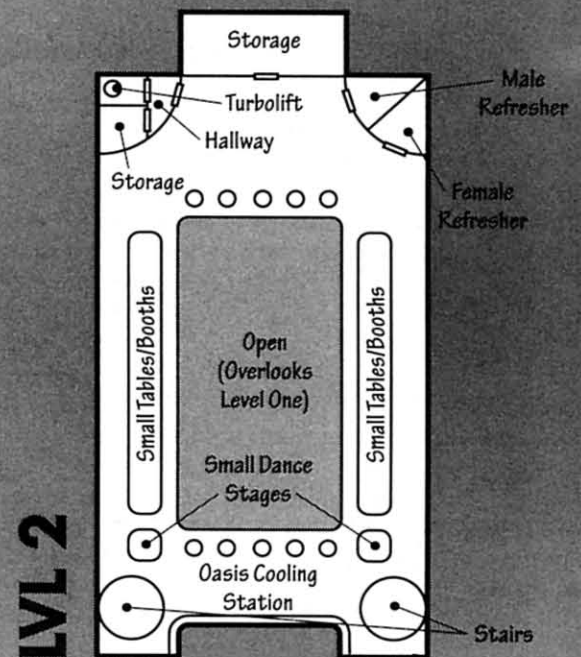 Storage
Turbolift
Hallway
Storage
Male
Refresher
Female
Refresher
Small Tables/Booths
Open
(Overlooks
Level One)
Small Tables/Booths
Small Dance
Stages
Oasis Cooling
Station
Stairs
LVL 2